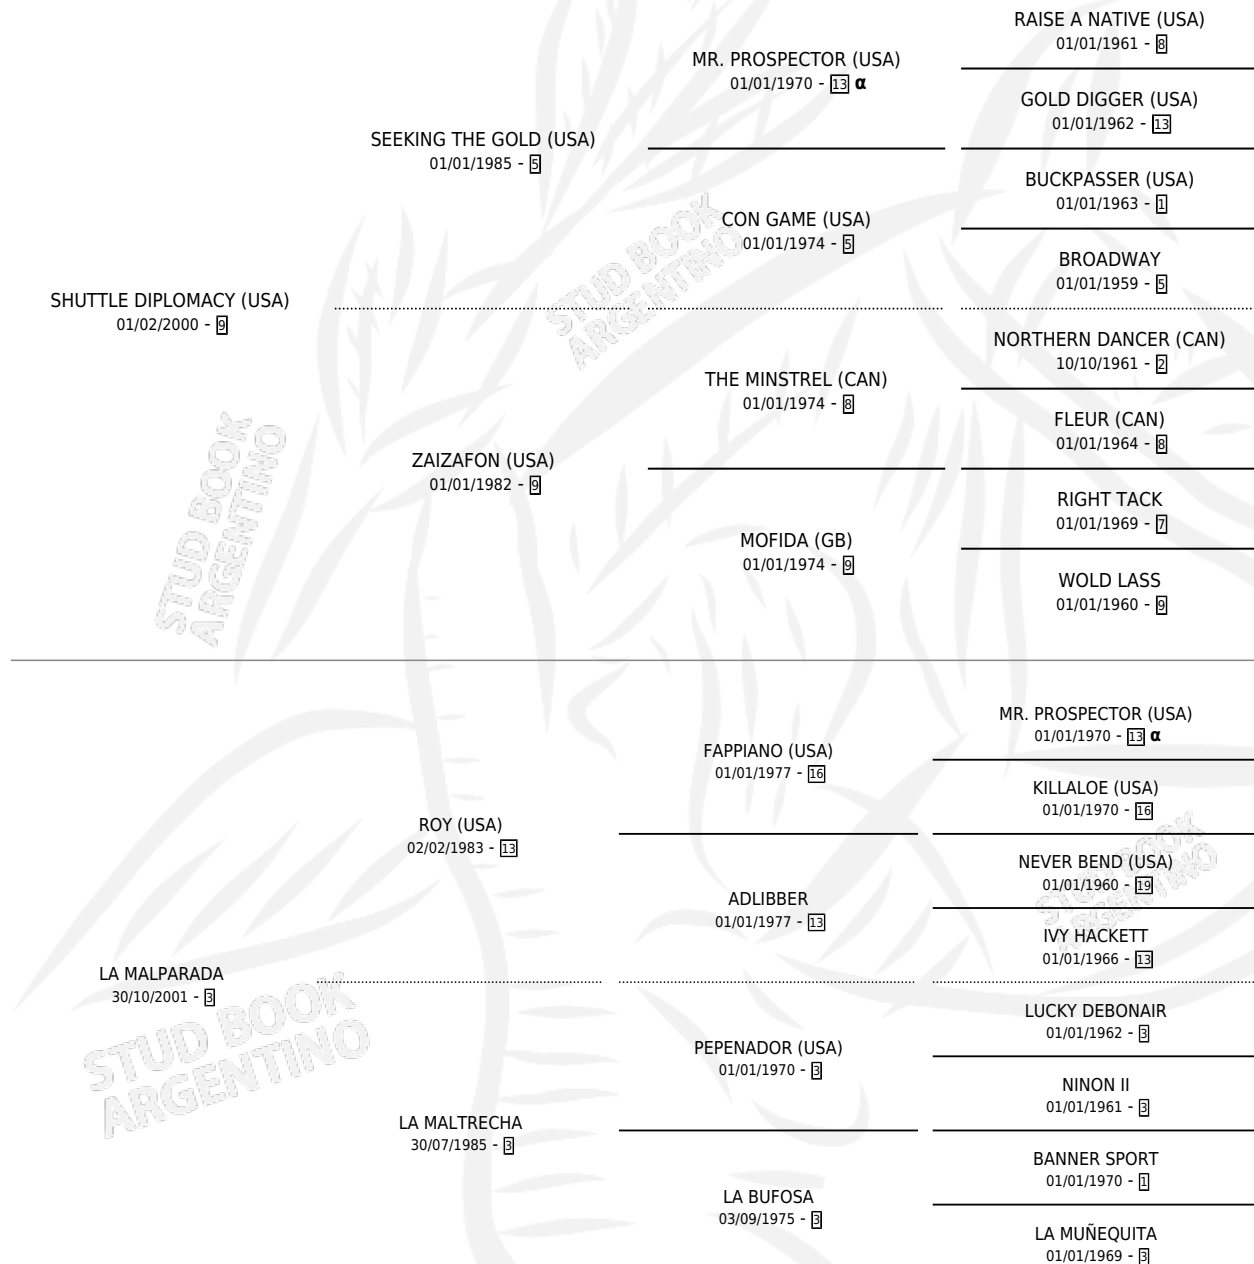 RAISE A NATIVE (USA)
01/01/1961 - 8
MR. PROSPECTOR (USA)
01/01/1970 - 13 α
GOLD DIGGER (USA)
01/01/1962 - 13
SEEKING THE GOLD (USA)
01/01/1985 - 5
BUCKPASSER (USA)
01/01/1963 - 1
CON GAME (USA)
01/01/1974 - 5
BROADWAY
01/01/1959 - 5
SHUTTLE DIPLOMACY (USA)
01/02/2000 - 9
NORTHERN DANCER (CAN)
10/10/1961 - 2
THE MINSTREL (CAN)
01/01/1974 - 8
FLEUR (CAN)
01/01/1964 - 8
ZAIZAFON (USA)
01/01/1982 - 9
RIGHT TACK
01/01/1969 - 7
MOFIDA (GB)
01/01/1974 - 9
WOLD LASS
01/01/1960 - 9
STUD BOOK
ARGENTINO
STUD BOOK
ARGENTINO
MR. PROSPECTOR (USA)
01/01/1970 - 13 α
FAPPIANO (USA)
01/01/1977 - 16
KILLALOE (USA)
01/01/1970 - 16
ROY (USA)
02/02/1983 - 13
NEVER BEND (USA)
01/01/1960 - 19
ADLIBBER
01/01/1977 - 13
IVY HACKETT
01/01/1966 - 13
LA MALPARADA
30/10/2001 - 3
LUCKY DEBONAIR
01/01/1962 - 3
PEPENADOR (USA)
01/01/1970 - 3
NINON II
01/01/1961 - 3
LA MALTRECHA
30/07/1985 - 3
BANNER SPORT
01/01/1970 - 1
LA BUFOSA
03/09/1975 - 3
LA MUÑEQUITA
01/01/1969 - 3
STUD BOOK
ARGENTINO
STUD BOOK
ARGENTINO